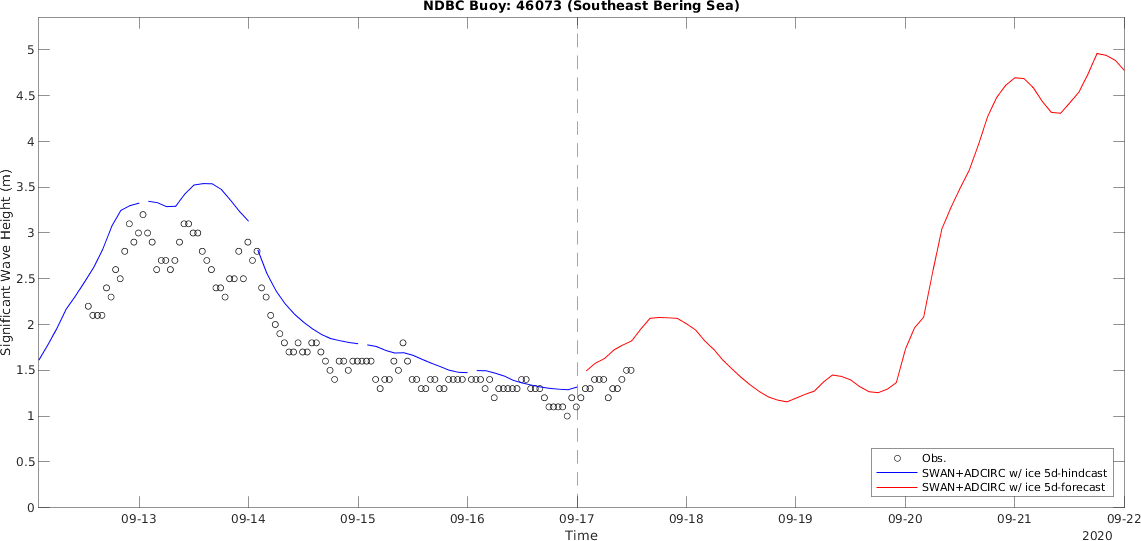 NDBC Buoy: 46073 (Southeast Bering Sea)
Significant Wave Height (m)
5
4.5
4
3.5
3
2.5
2
1.5
1
0.5
0
Obs.
SWAN+ADCIRC w/ ice 5d-hindcast
SWAN+ADCIRC w/ ice 5d-forecast
09-13 09-14 09-15 09-16 09-17 09-18 09-19 09-20 09-21 09-22
Time
2020